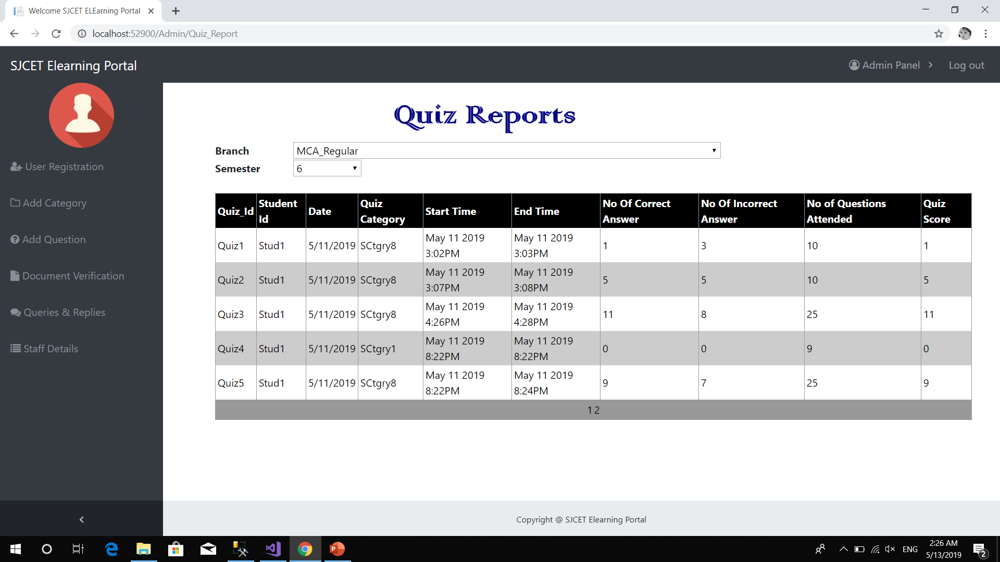 Welcome SJCET ELEarning Portal
localhost:52900/Admin/Quiz_Report
SJCET Elearning Portal
Admin Panel
Log out
User Registration
Add Category
Add Question
Document Verification
Queries & Replies
Staff Details
Quiz Reports
Branch MCA_Regular
Semester 6
Quiz_Id Student Id Date Quiz Category Start Time End Time No Of Correct Answer No Of Incorrect Answer No of Questions Attended Quiz Score
Quiz1 Stud1 5/11/2019 SCtgry8 May 11 2019 3:02PM May 11 2019 3:03PM 1 3 10 1
Quiz2 Stud1 5/11/2019 SCtgry8 May 11 2019 3:07PM May 11 2019 3:08PM 5 5 10 5
Quiz3 Stud1 5/11/2019 SCtgry8 May 11 2019 4:26PM May 11 2019 4:28PM 11 8 25 11
Quiz4 Stud1 5/11/2019 SCtgry1 May 11 2019 8:22PM May 11 2019 8:22PM 0 0 9 0
Quiz5 Stud1 5/11/2019 SCtgry8 May 11 2019 8:22PM May 11 2019 8:24PM 9 7 25 9
1 2
Copyright @ SJCET Elearning Portal
ENG
2:26 AM
5/13/2019
2